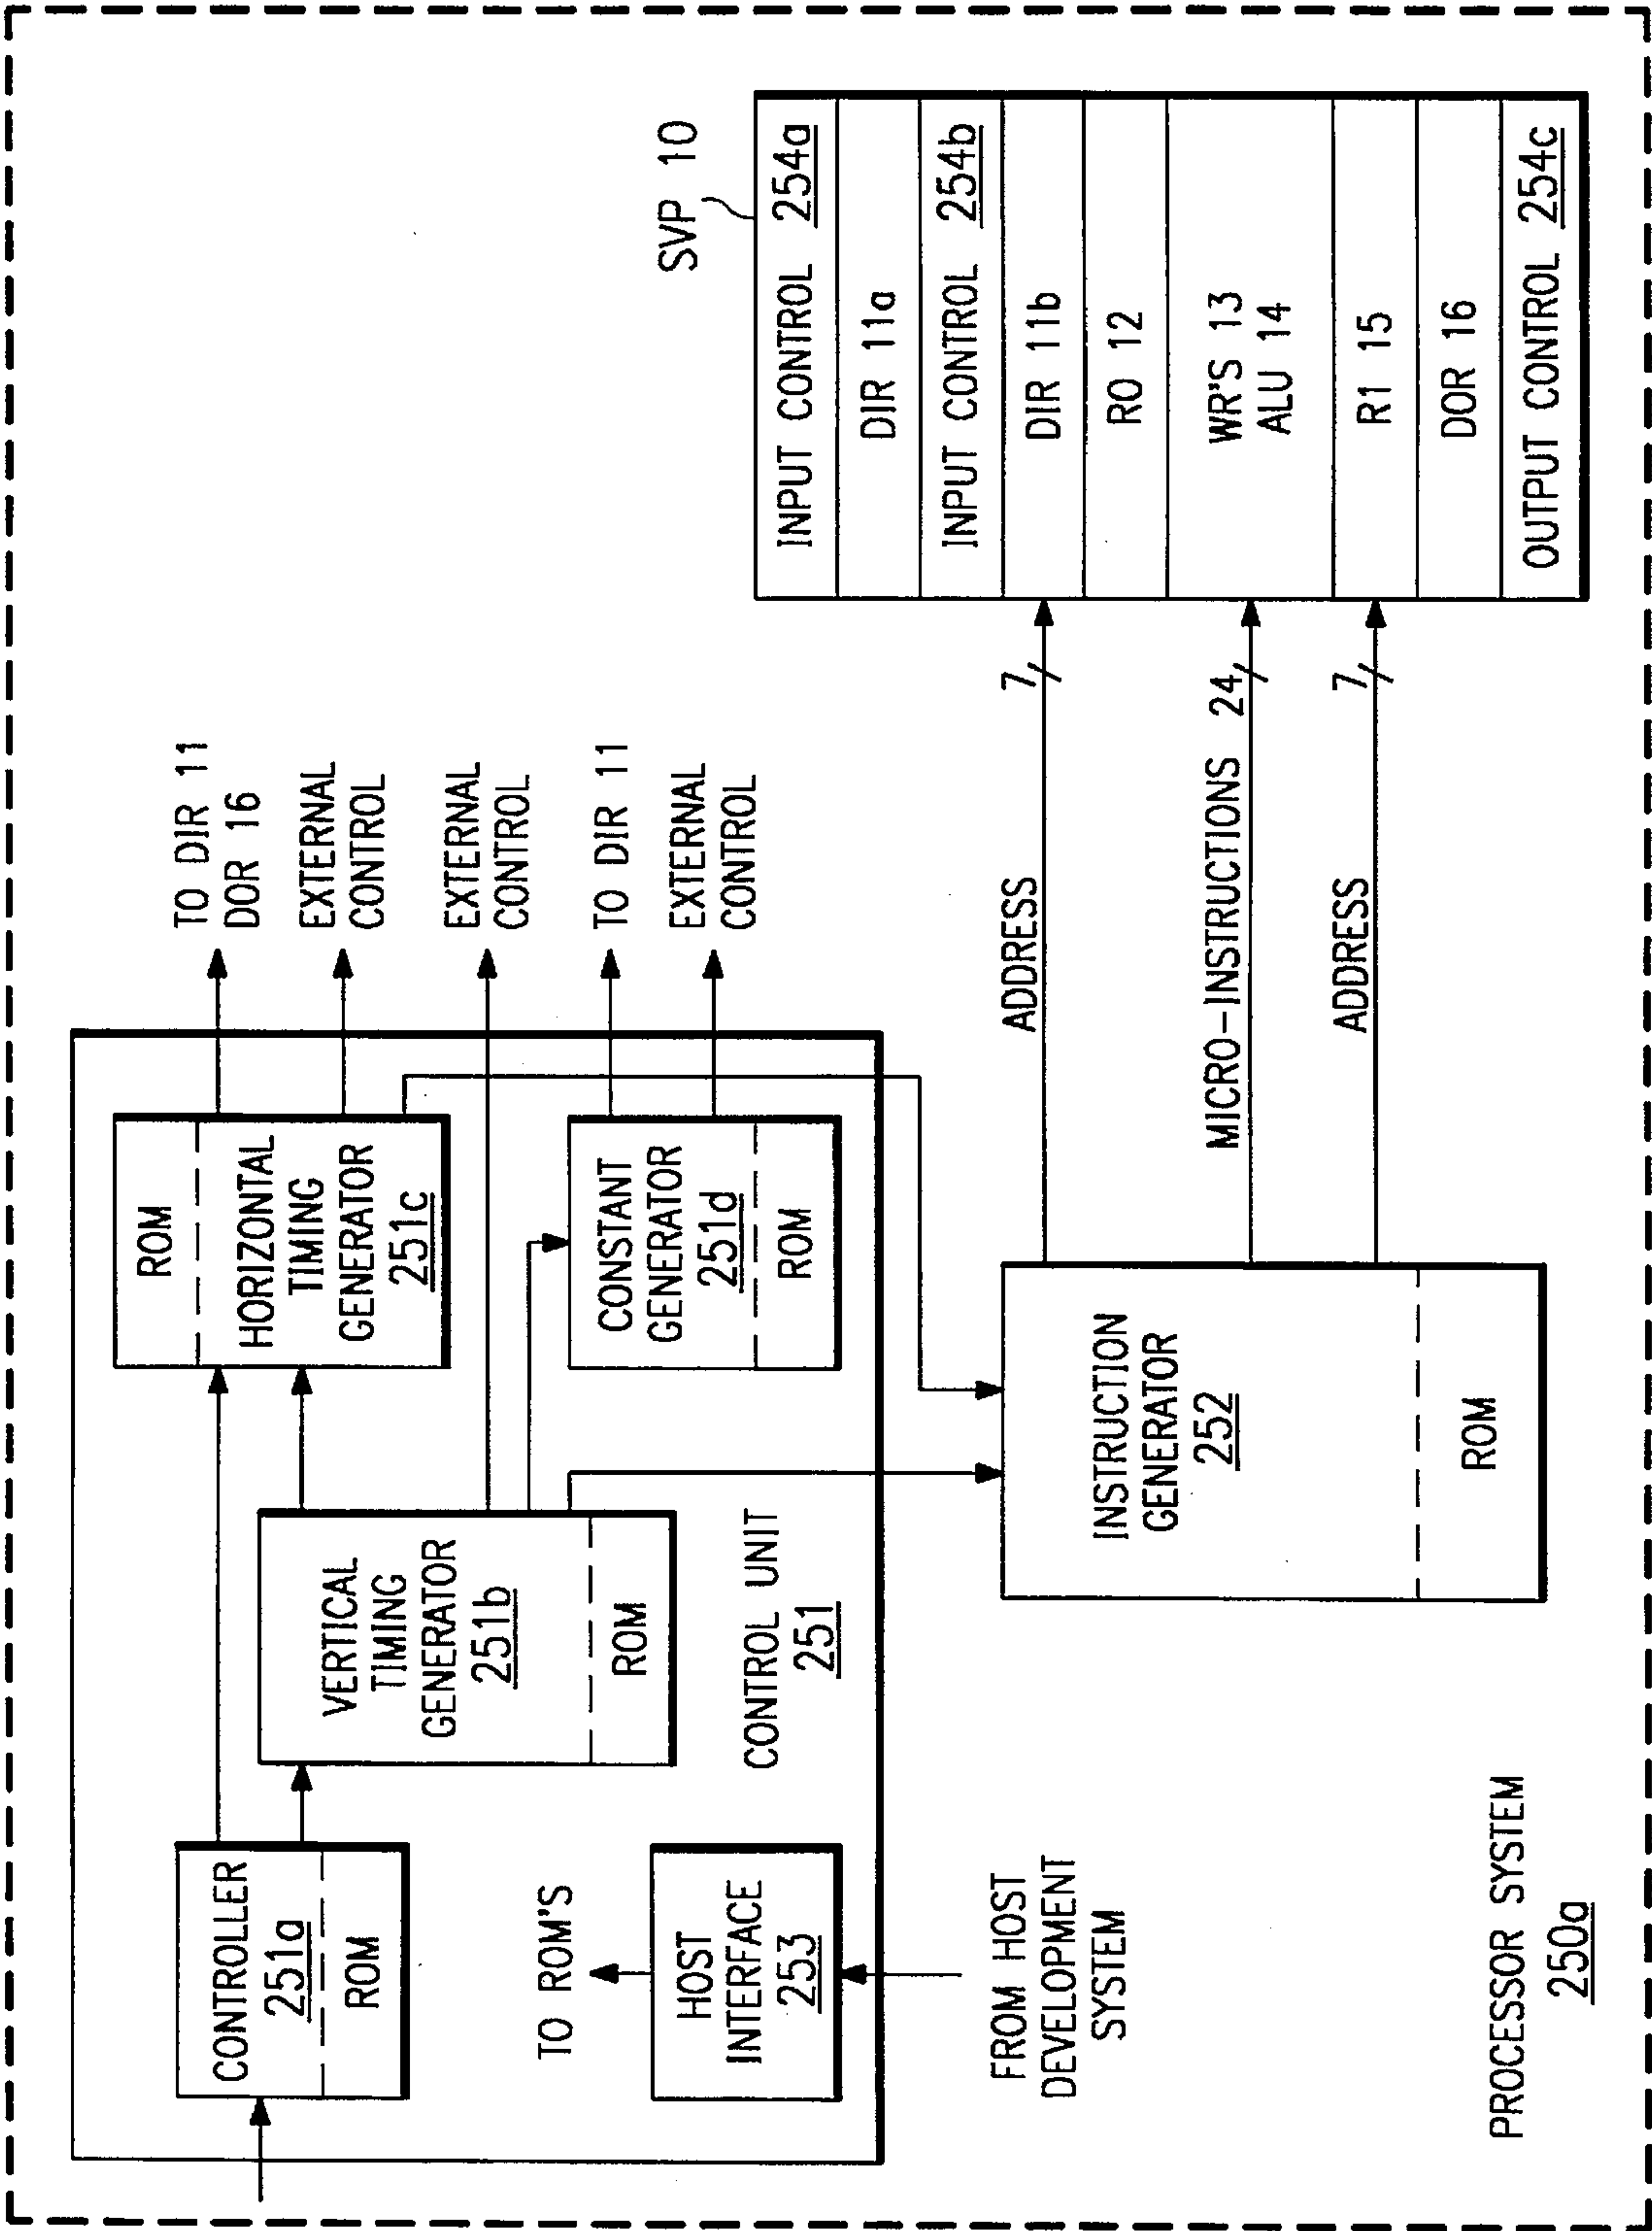 CONTROLLER
251a
ROM
VERTICAL
TIMING
GENERATOR
251b
ROM
ROM
HORIZONTAL
TIMING
GENERATOR
251c
CONSTANT
GENERATOR
251d
ROM
TO ROM'S
HOST
INTERFACE
253
CONTROL UNIT
251
TO DIR 11
DOR 16
EXTERNAL
CONTROL
EXTERNAL
CONTROL
TO DIR 11
EXTERNAL
CONTROL
FROM HOST
DEVELOPMENT
SYSTEM
INSTRUCTION
GENERATOR
252
ROM
ADDRESS
7
MICRO-INSTRUCTIONS 24
ADDRESS
7
SVP 10
INPUT CONTROL 254a
DIR 11a
INPUT CONTROL 254b
DIR 11b
RO 12
WR'S 13
ALU 14
R1 15
DOR 16
OUTPUT CONTROL 254c
PROCESSOR SYSTEM
250a